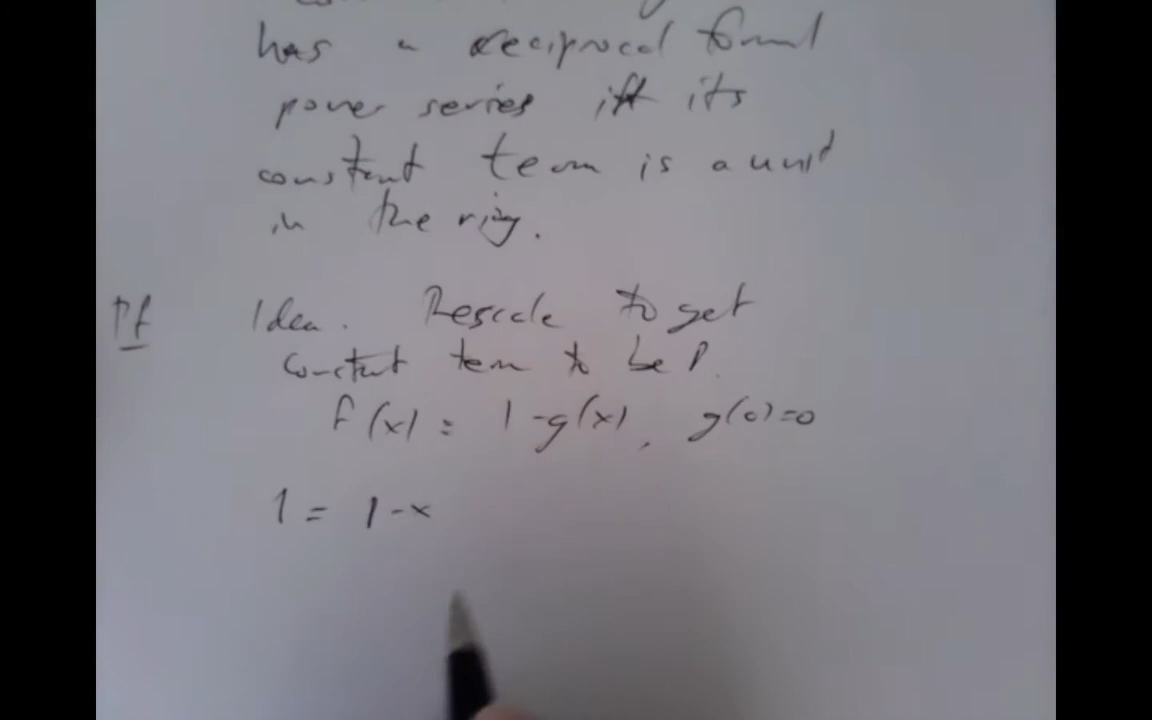 has a reciprocal formal
power series iff its
constant term is a unit
in the ring.
Pf Idea. Rescale to get
constant term to be 1.
f(x) = 1-g(x), g(0)=0
1 = 1-x